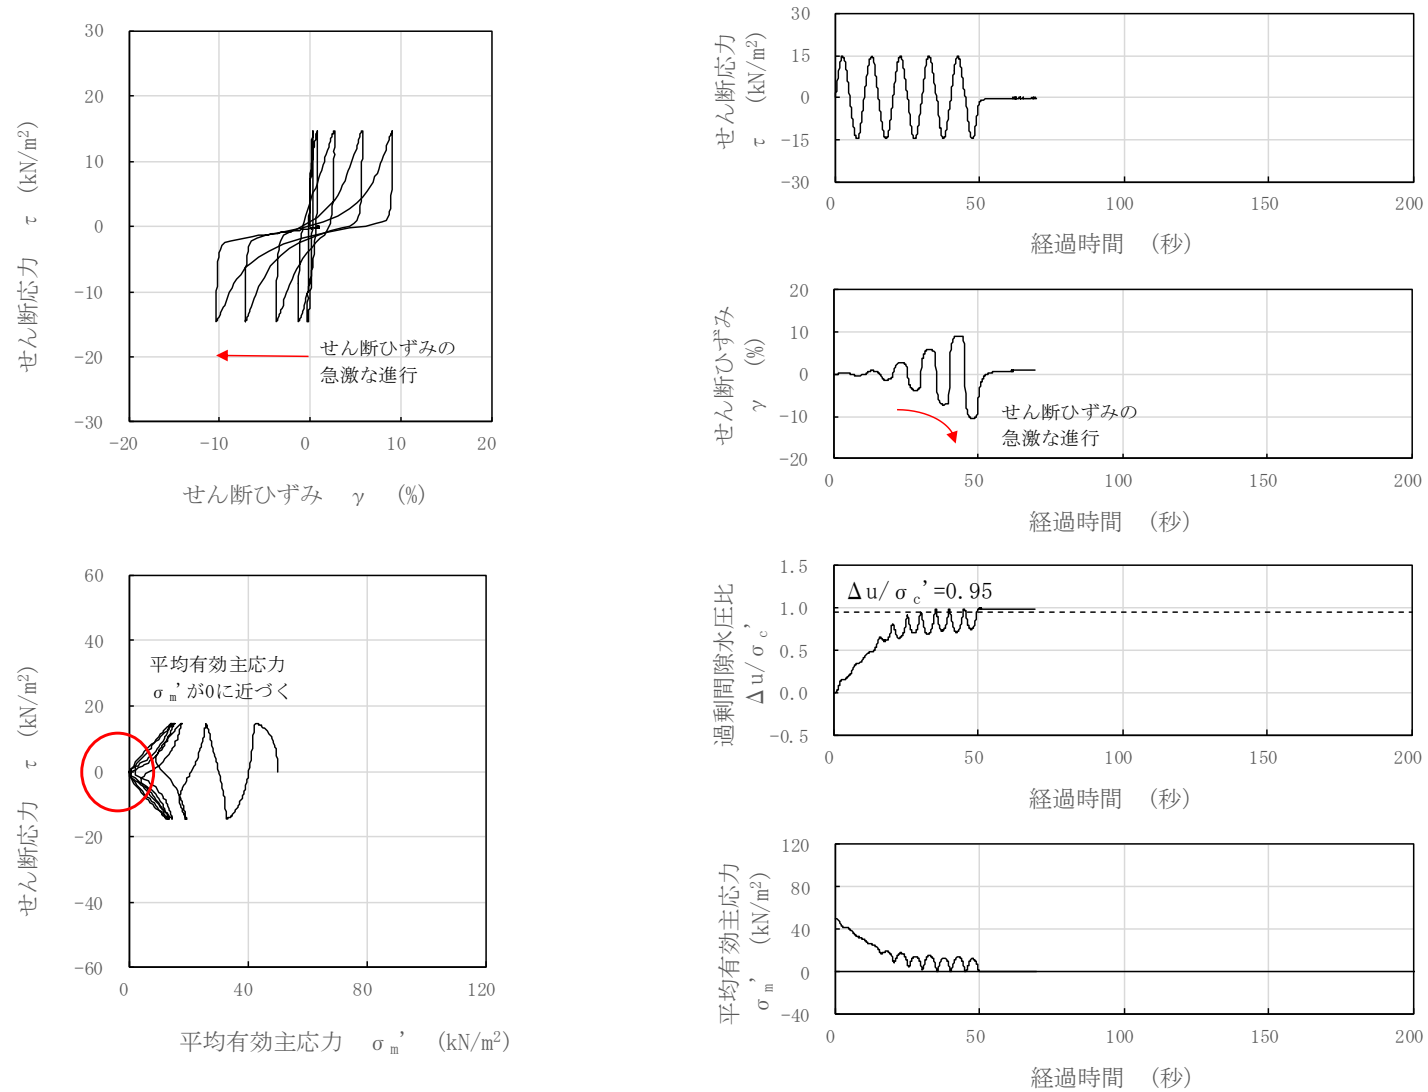 30
20
10
0
-10
-20
-30
-20
-10
0
10
20
せん断応力 τ (kN/m²)
せん断ひずみ γ (%)
せん断ひずみの
急激な進行
60
40
20
0
-20
-40
-60
0
40
80
120
せん断応力 τ (kN/m²)
平均有効主応力 σm' (kN/m²)
平均有効主応力
σm'が0に近づく
30
15
0
-15
-30
0
50
100
150
200
せん断応力
τ (kN/m²)
経過時間 (秒)
20
10
0
-10
-20
0
50
100
150
200
せん断ひずみ
γ (%)
経過時間 (秒)
せん断ひずみの
急激な進行
1.5
1.0
0.5
0.0
-0.5
0
50
100
150
200
過剰間隙水圧比
Δu/σc'
経過時間 (秒)
Δu/σc'=0.95
120
80
40
0
-40
0
50
100
150
200
平均有効主応力
σm' (kN/m²)
経過時間 (秒)